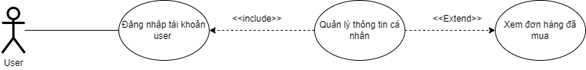 Đăng nhập tài khoản
user
<<include>>
Quản lý thông tin cá
nhân
<<Extend>>
Xem đơn hàng đã
mua
User